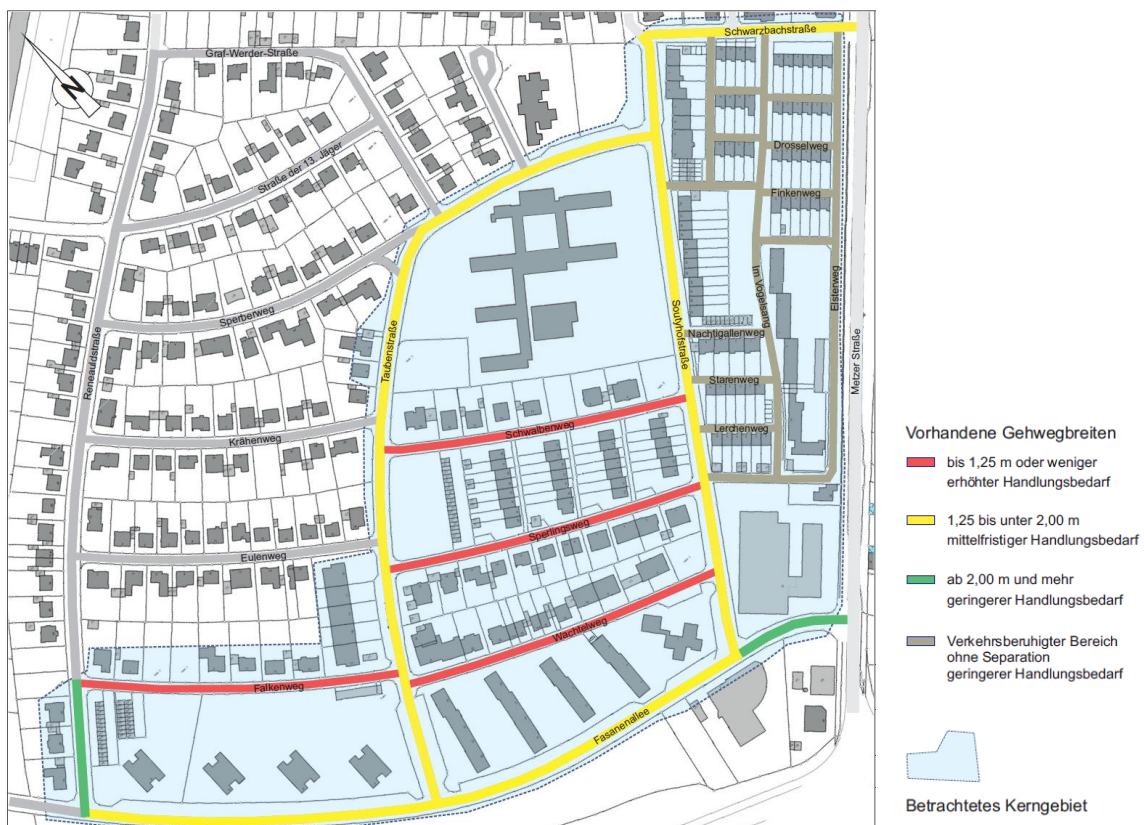 Schwarzbachstraße
Graf-Werder-Straße
N
Drosselweg
Straße der 13. Jäger
Finkenweg
Im Vogelsang
Elsterweg
Sperberweg
Soutyhofstraße
Taubenstraße
Nachtigallenweg
Reneauldstraße
Metzer Straße
Starenweg
Schwalbenweg
Lerchenweg
Krähenweg
Sperlingsweg
Eulenweg
Wachtelweg
Falkenweg
Fasanenallee
Vorhandene Gehwegbreiten
bis 1,25 m oder weniger
erhöhter Handlungsbedarf
1,25 bis unter 2,00 m
mittelfristiger Handlungsbedarf
ab 2,00 m und mehr
geringerer Handlungsbedarf
Verkehrsberuhigter Bereich
ohne Separation
geringerer Handlungsbedarf
Betrachtetes Kerngebiet